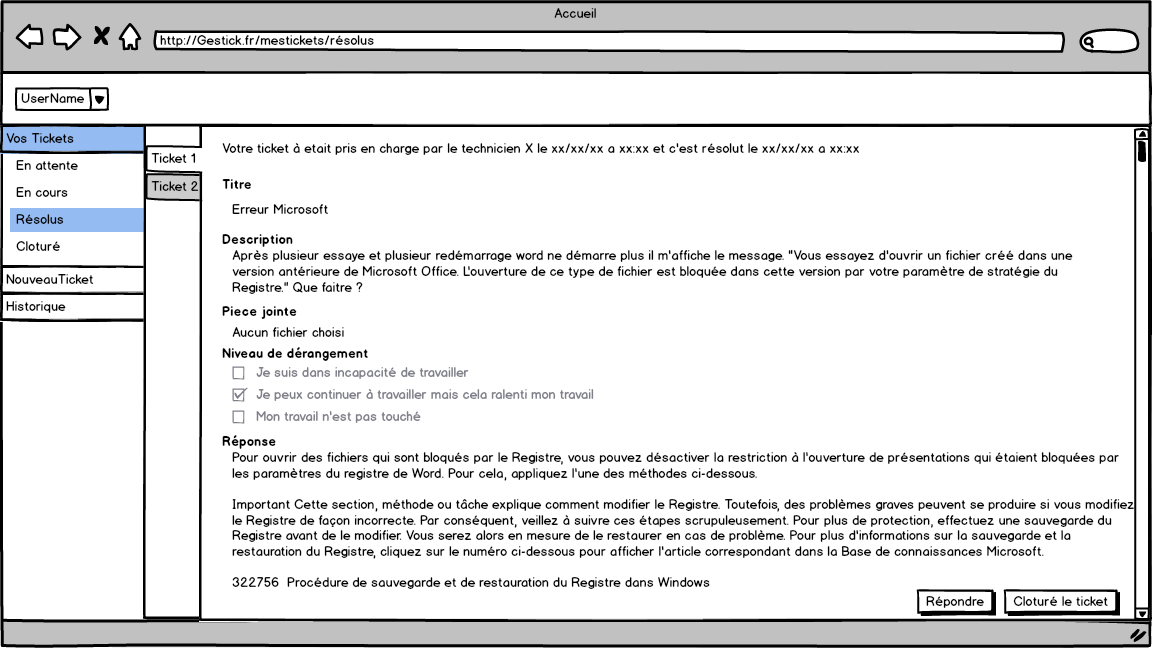 Accueil
http://Gestick.fr/mestickets/résolus
UserName
Vos Tickets
En attente
En cours
Résolus
Cloturé
NouveauTicket
Historique
Ticket 1
Ticket 2
Votre ticket à etait pris en charge par le technicien X le xx/xx/xx a xx:xx et c'est résolut le xx/xx/xx a xx:xx
Titre
Erreur Microsoft
Description
Après plusieur essaye et plusieur redémarrage word ne démarre plus il m'affiche le message. "Vous essayez d'ouvrir un fichier créé dans une
version antérieure de Microsoft Office. L'ouverture de ce type de fichier est bloquée dans cette version par votre paramètre de stratégie du
Registre." Que faitre ?
Piece jointe
Aucun fichier choisi
Niveau de dérangement
Je suis dans incapacité de travailler
Je peux continuer à travailler mais cela ralenti mon travail
Mon travail n'est pas touché
Réponse
Pour ouvrir des fichiers qui sont bloqués par le Registre, vous pouvez désactiver la restriction à l'ouverture de présentations qui étaient bloquées par
les paramètres du registre de Word. Pour cela, appliquez l'une des méthodes ci-dessous.
Important Cette section, méthode ou tâche explique comment modifier le Registre. Toutefois, des problèmes graves peuvent se produire si vous modifiez
le Registre de façon incorrecte. Par conséquent, veillez à suivre ces étapes scrupuleusement. Pour plus de protection, effectuez une sauvegarde du
Registre avant de le modifier. Vous serez alors en mesure de le restaurer en cas de problème. Pour plus d'informations sur la sauvegarde et la
restauration du Registre, cliquez sur le numéro ci-dessous pour afficher l'article correspondant dans la Base de connaissances Microsoft.
322756 Procédure de sauvegarde et de restauration du Registre dans Windows
Répondre
Cloturé le ticket